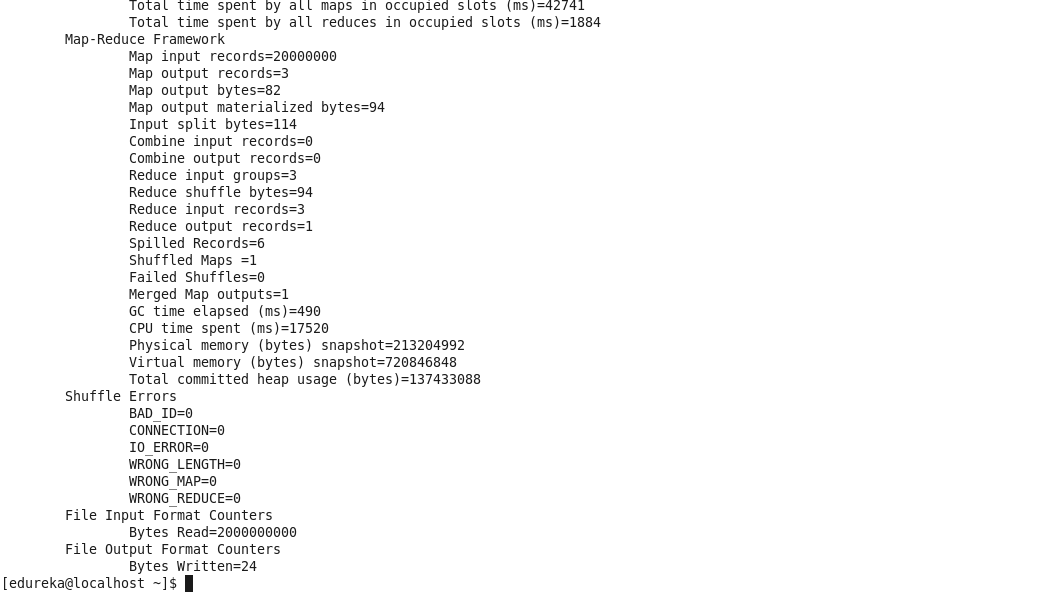 Total time spent by all maps in occupied slots (ms)=42741
Total time spent by all reduces in occupied slots (ms)=1884
Map-Reduce Framework
Map input records=20000000
Map output records=3
Map output bytes=82
Map output materialized bytes=94
Input split bytes=114
Combine input records=0
Combine output records=0
Reduce input groups=3
Reduce shuffle bytes=94
Reduce input records=3
Reduce output records=1
Spilled Records=6
Shuffled Maps =1
Failed Shuffles=0
Merged Map outputs=1
GC time elapsed (ms)=490
CPU time spent (ms)=17520
Physical memory (bytes) snapshot=213204992
Virtual memory (bytes) snapshot=720846848
Total committed heap usage (bytes)=137433088
Shuffle Errors
BAD_ID=0
CONNECTION=0
IO_ERROR=0
WRONG_LENGTH=0
WRONG_MAP=0
WRONG_REDUCE=0
File Input Format Counters
Bytes Read=2000000000
File Output Format Counters
Bytes Written=24
[edureka@localhost ~]$